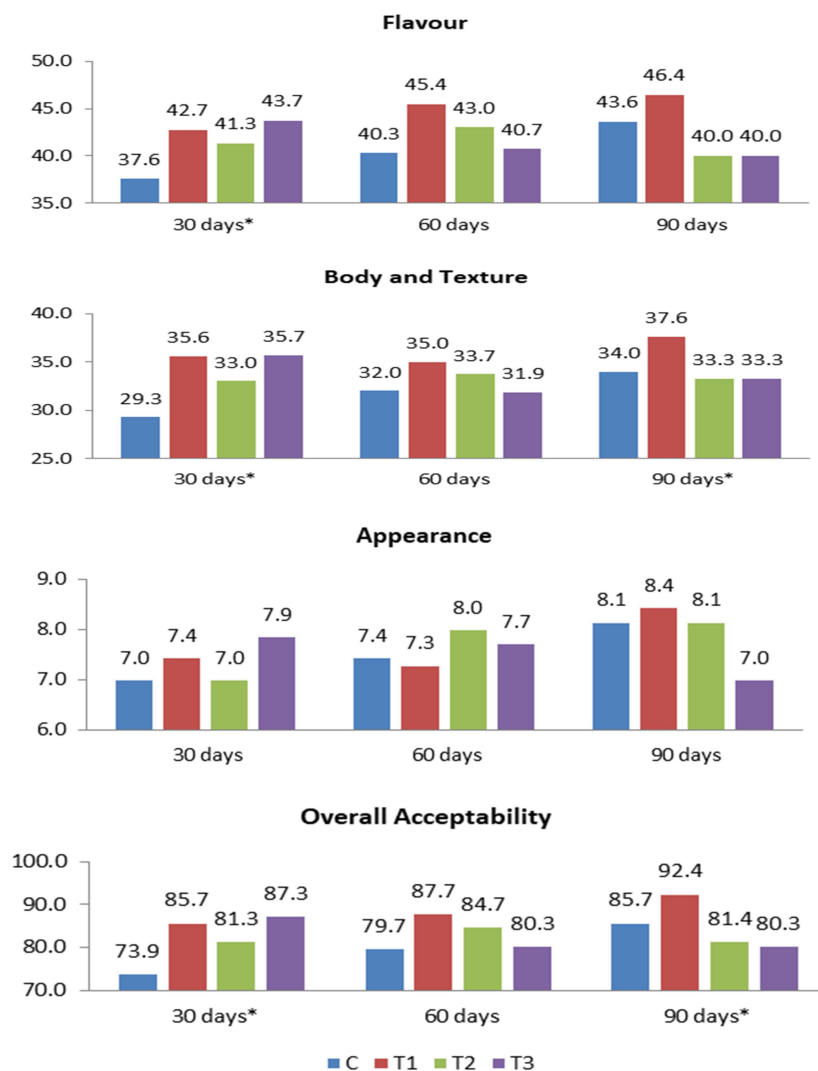 Flavour
50.0
45.0
40.0
35.0
37.6 42.7 41.3 43.7 40.3 45.4 43.0 40.7 43.6 46.4 40.0 40.0
30 days* 60 days 90 days
Body and Texture
40.0
35.0
30.0
25.0
29.3 35.6 33.0 35.7 32.0 35.0 33.7 31.9 34.0 37.6 33.3 33.3
30 days* 60 days 90 days*
Appearance
9.0
8.0
7.0
6.0
7.0 7.4 7.0 7.9 7.4 7.3 8.0 7.7 8.1 8.4 8.1 7.0
30 days 60 days 90 days
Overall Acceptability
100.0
90.0
80.0
70.0
73.9 85.7 81.3 87.3 79.7 87.7 84.7 80.3 85.7 92.4 81.4 80.3
30 days* 60 days 90 days*
C T1 T2 T3